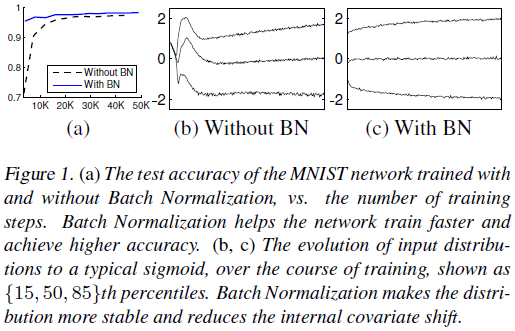 1
0.9
0.8
0.7
10K 20K 30K 40K 50K
Without BN
With BN
2
0
-2
2
0
-2
(a) (b) Without BN (c) With BN
Figure 1. (a) The test accuracy of the MNIST network trained with
and without Batch Normalization, vs. the number of training
steps. Batch Normalization helps the network train faster and
achieve higher accuracy. (b, c) The evolution of input distribu-
tions to a typical sigmoid, over the course of training, shown as
{15, 50, 85}th percentiles. Batch Normalization makes the distri-
bution more stable and reduces the internal covariate shift.